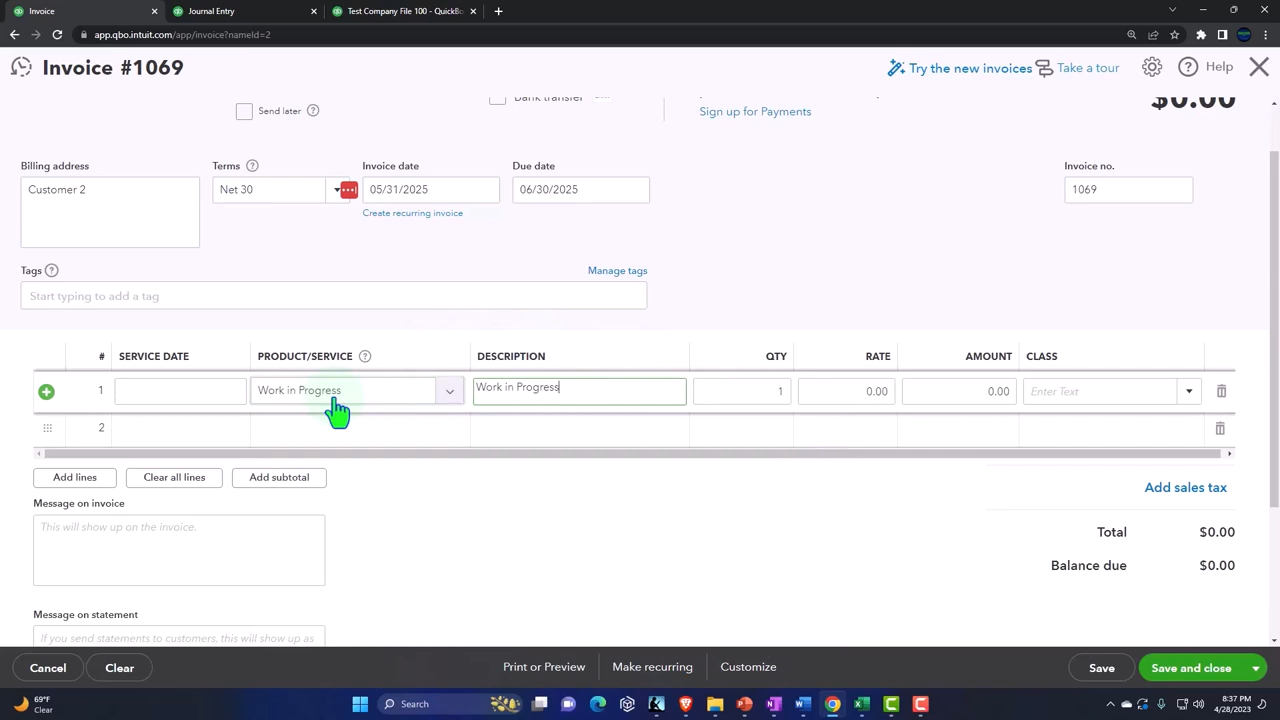 Invoice
Journal Entry
Test Company File 100 - QuickBo
app.qbo.intuit.com/app/invoice?nameId=2
Invoice #1069
Try the new invoices
Take a tour
Help
Send later
Bank transfer
Sign up for Payments
$0.00
Billing address
Terms
Invoice date
Due date
Invoice no.
Customer 2
Net 30
05/31/2025
06/30/2025
1069
Create recurring invoice
Tags
Manage tags
Start typing to add a tag
# SERVICE DATE PRODUCT/SERVICE DESCRIPTION QTY RATE AMOUNT CLASS
1 Work in Progress Work in Progress 1 0.00 0.00 Enter Text
2
Add lines
Clear all lines
Add subtotal
Add sales tax
Message on invoice
This will show up on the invoice.
Total $0.00
Balance due $0.00
Message on statement
If you send statements to customers, this will show up as
Cancel
Clear
Print or Preview
Make recurring
Customize
Save
Save and close
69°F
Clear
Search
8:37 PM
4/28/2023